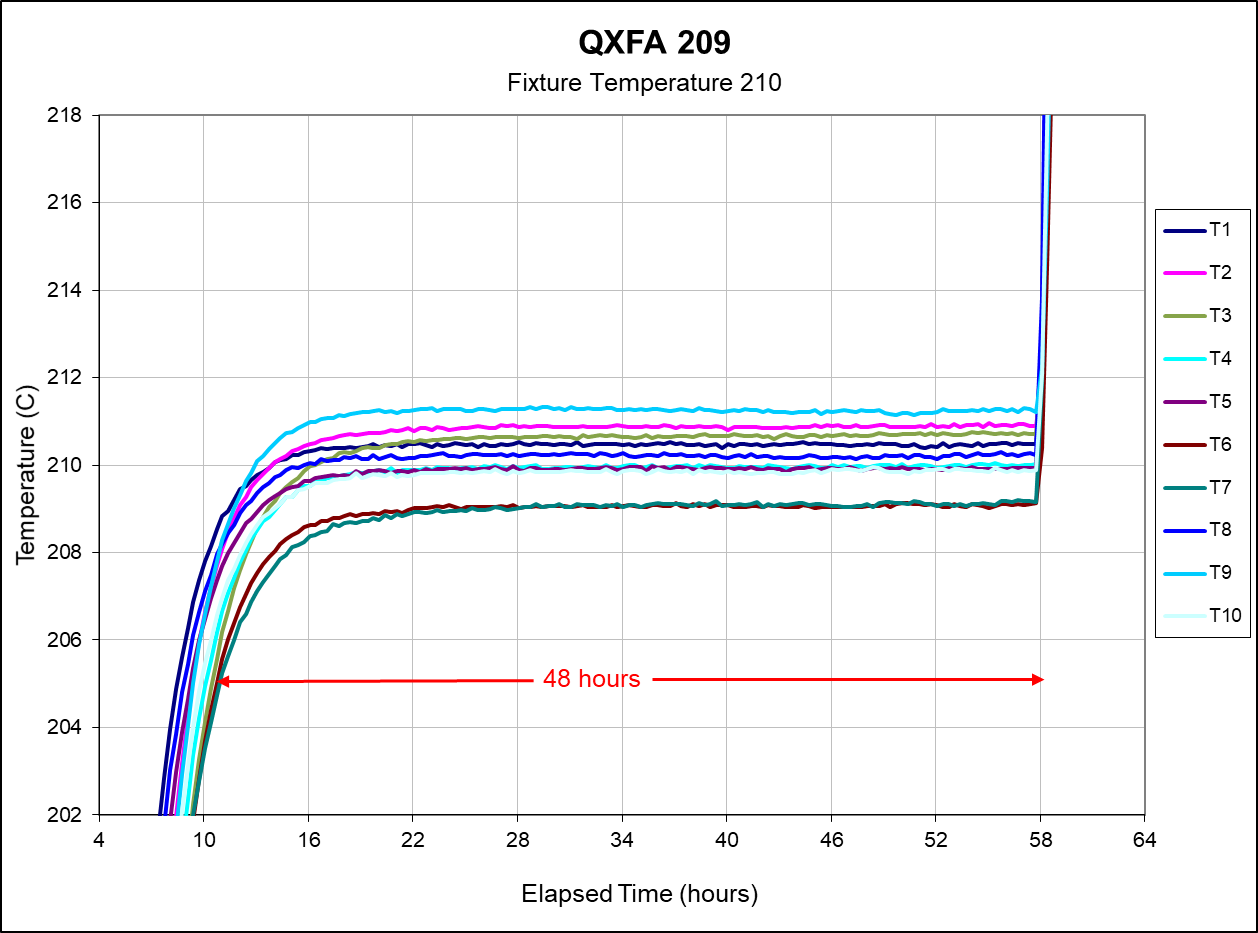 QXFA 209
Fixture Temperature 210
Temperature (C)
218
216
214
212
210
208
206
204
202
48 hours
4 10 16 22 28 34 40 46 52 58 64
Elapsed Time (hours)
T1
T2
T3
T4
T5
T6
T7
T8
T9
T10